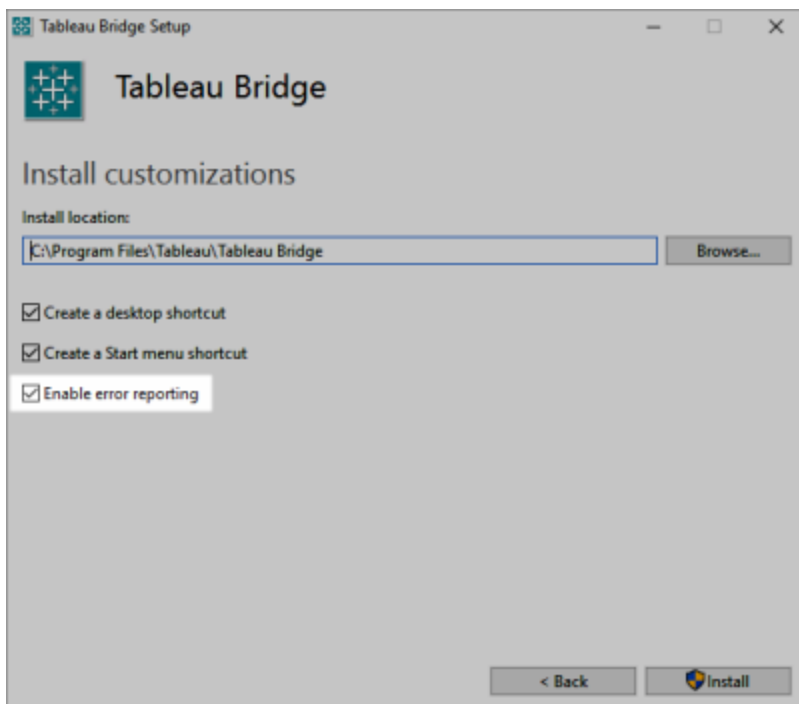 Tableau Bridge Setup
Tableau Bridge
Install customizations
Install location:
C:\Program Files\Tableau\Tableau Bridge
Browse...
Create a desktop shortcut
Create a Start menu shortcut
Enable error reporting
< Back
Install